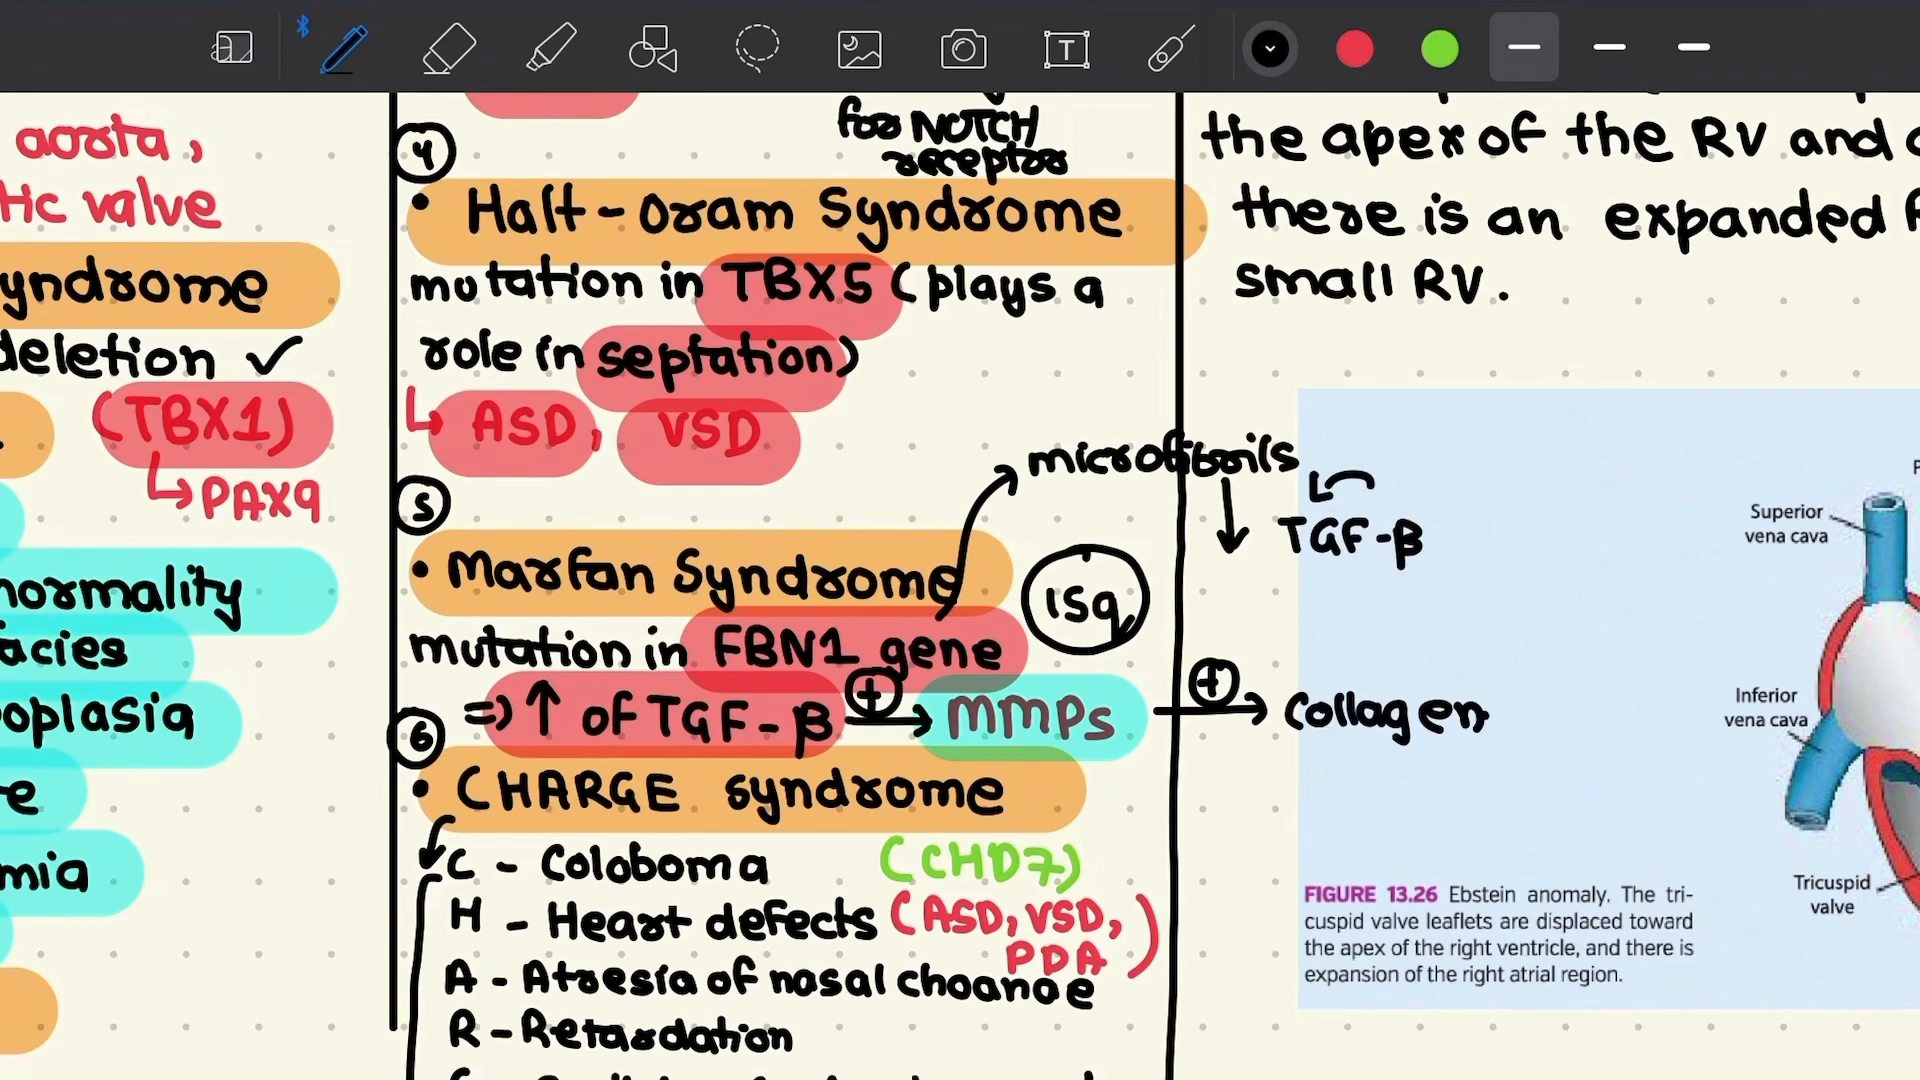 aorta,
valve
yndrome
deletion ✓
(TBX1)
↳ PAX9
normality
acies
oplasia
e
mia
for NOTCH
receptor
4
• Halt-Oram Syndrome
mutation in TBX5 (plays a
role in septation)
↳ ASD, VSD
5
• Marfan Syndrome
15q
mutation in FBN1 gene
=> ↑ of TGF-β + → MMPs + → Collagen
microfibrils
↓ TGF-β
6
• CHARGE syndrome
C - Coloboma (CHD7)
H - Heart defects (ASD, VSD,
PDA)
A - Atresia of nasal choanae
R - Retardation
the apex of the RV and
there is an expanded
small RV.
Superior
vena cava
Inferior
vena cava
Tricuspid
valve
FIGURE 13.26 Ebstein anomaly. The tri-
cuspid valve leaflets are displaced toward
the apex of the right ventricle, and there is
expansion of the right atrial region.